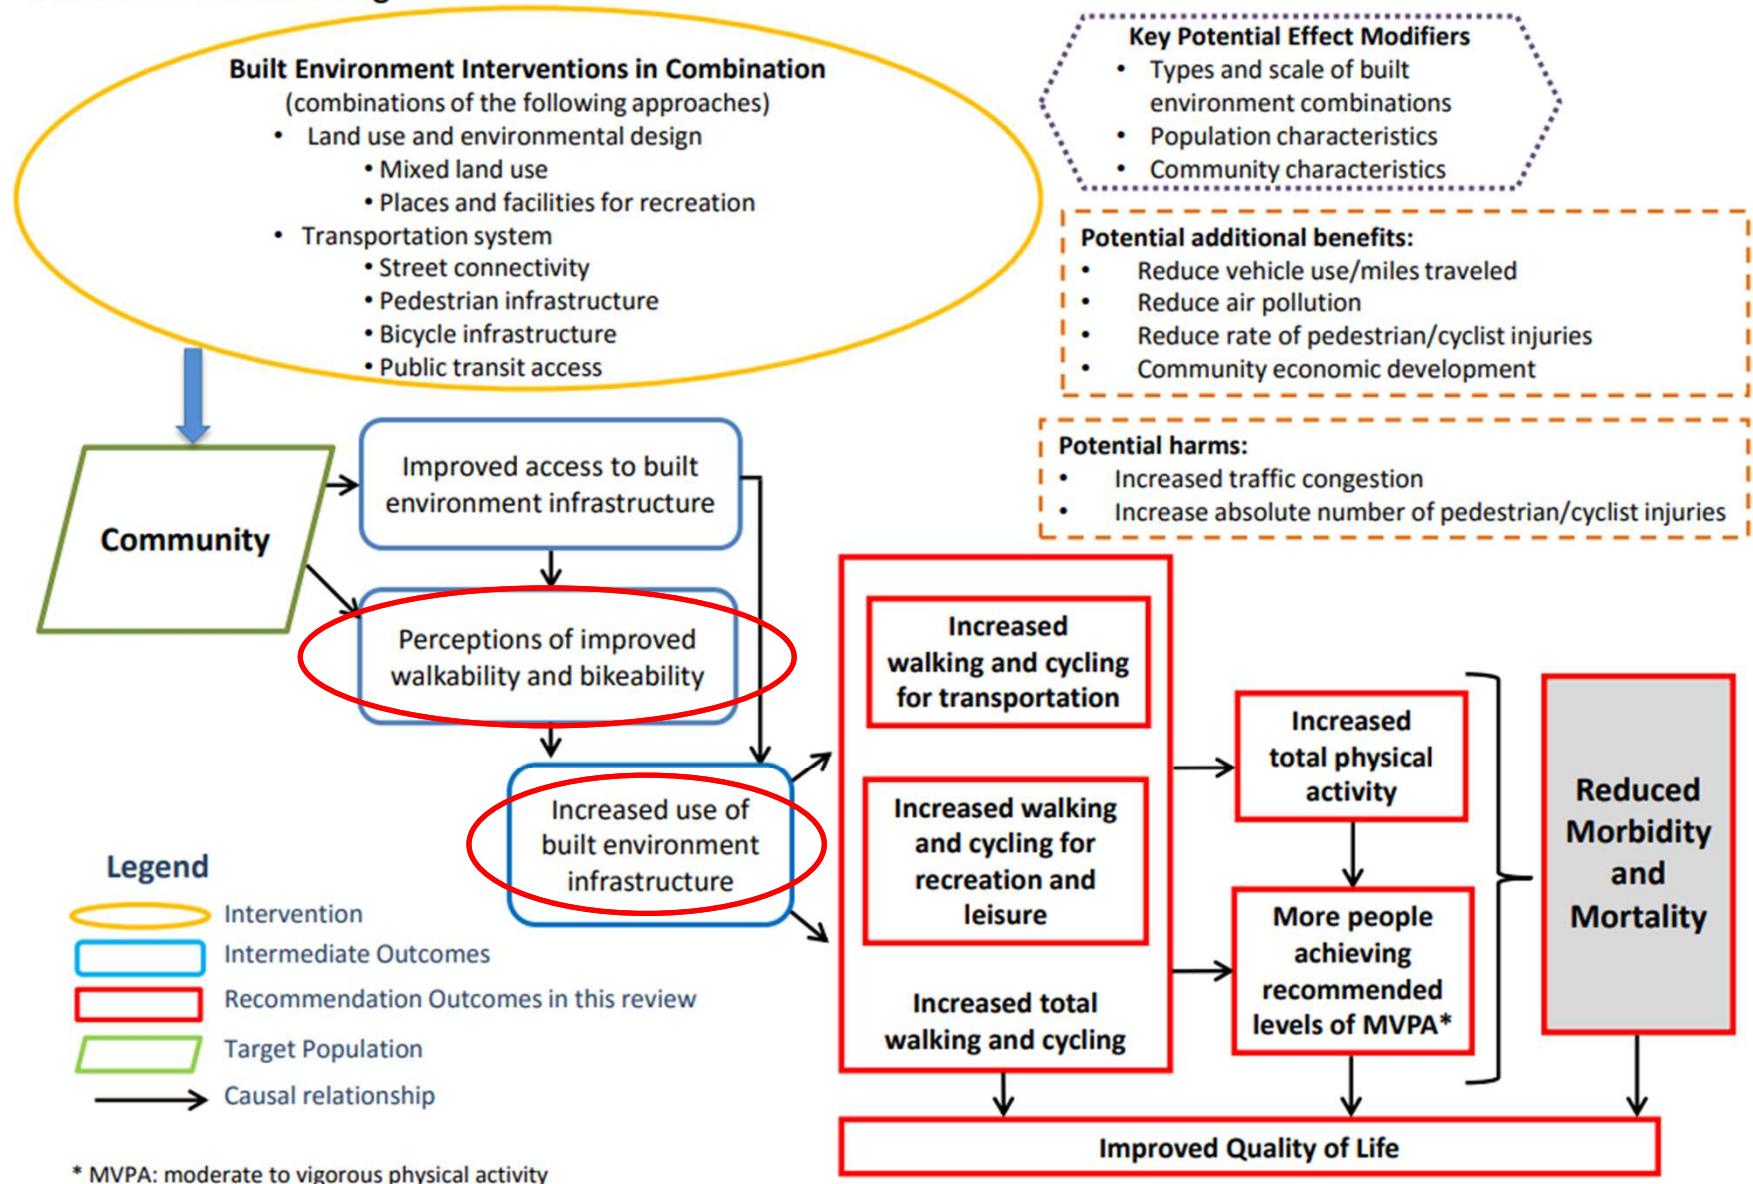 Built Environment Interventions in Combination
(combinations of the following approaches)
• Land use and environmental design
• Mixed land use
• Places and facilities for recreation
• Transportation system
• Street connectivity
• Pedestrian infrastructure
• Bicycle infrastructure
• Public transit access
Key Potential Effect Modifiers
• Types and scale of built
environment combinations
• Population characteristics
• Community characteristics
Potential additional benefits:
• Reduce vehicle use/miles traveled
• Reduce air pollution
• Reduce rate of pedestrian/cyclist injuries
• Community economic development
Potential harms:
• Increased traffic congestion
• Increase absolute number of pedestrian/cyclist injuries
Community
Improved access to built
environment infrastructure
Perceptions of improved
walkability and bikeability
Increased use of
built environment
infrastructure
Increased
walking and cycling
for transportation
Increased walking
and cycling for
recreation and
leisure
Increased total
walking and cycling
Increased
total physical
activity
More people
achieving
recommended
levels of MVPA*
Reduced
Morbidity
and
Mortality
Improved Quality of Life
Legend
Intervention
Intermediate Outcomes
Recommendation Outcomes in this review
Target Population
Causal relationship
* MVPA: moderate to vigorous physical activity